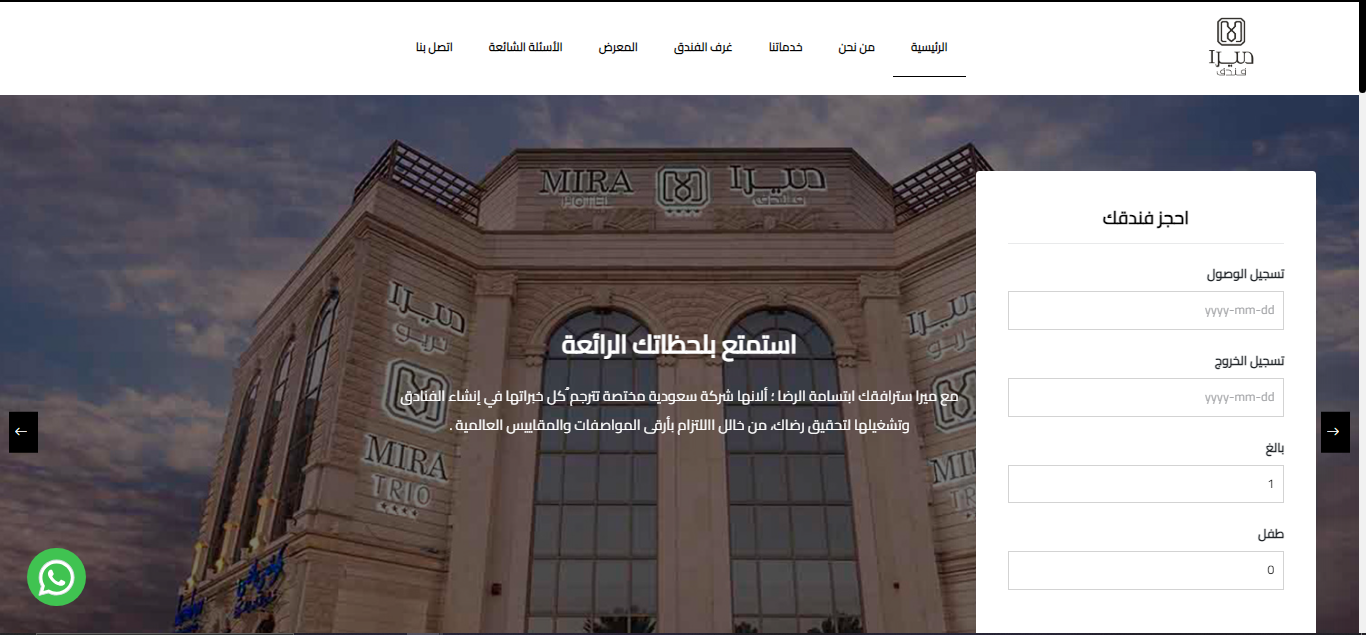 ميرا
فندق
الرئيسية
من نحن
خدماتنا
غرف الفندق
المعرض
الأسئلة الشائعة
اتصل بنا
MIRA ميرا
HOTEL فندق
احجز فندقك
تسجيل الوصول
yyyy-mm-dd
تسجيل الخروج
yyyy-mm-dd
بالغ
1
طفل
0
ميرا
تريو
MIRA
TRIO
استمتع بلحظاتك الرائعة
مع ميرا سترافقك ابتسامة الرضا ؛ ألانها شركة سعودية مختصة تترجم ُكل خبراتها في إنشاء الفنادق
وتشغيلها لتحقيق رضاك، من خالل االلتزام بأرقى المواصفات والمقاييس العالمية .